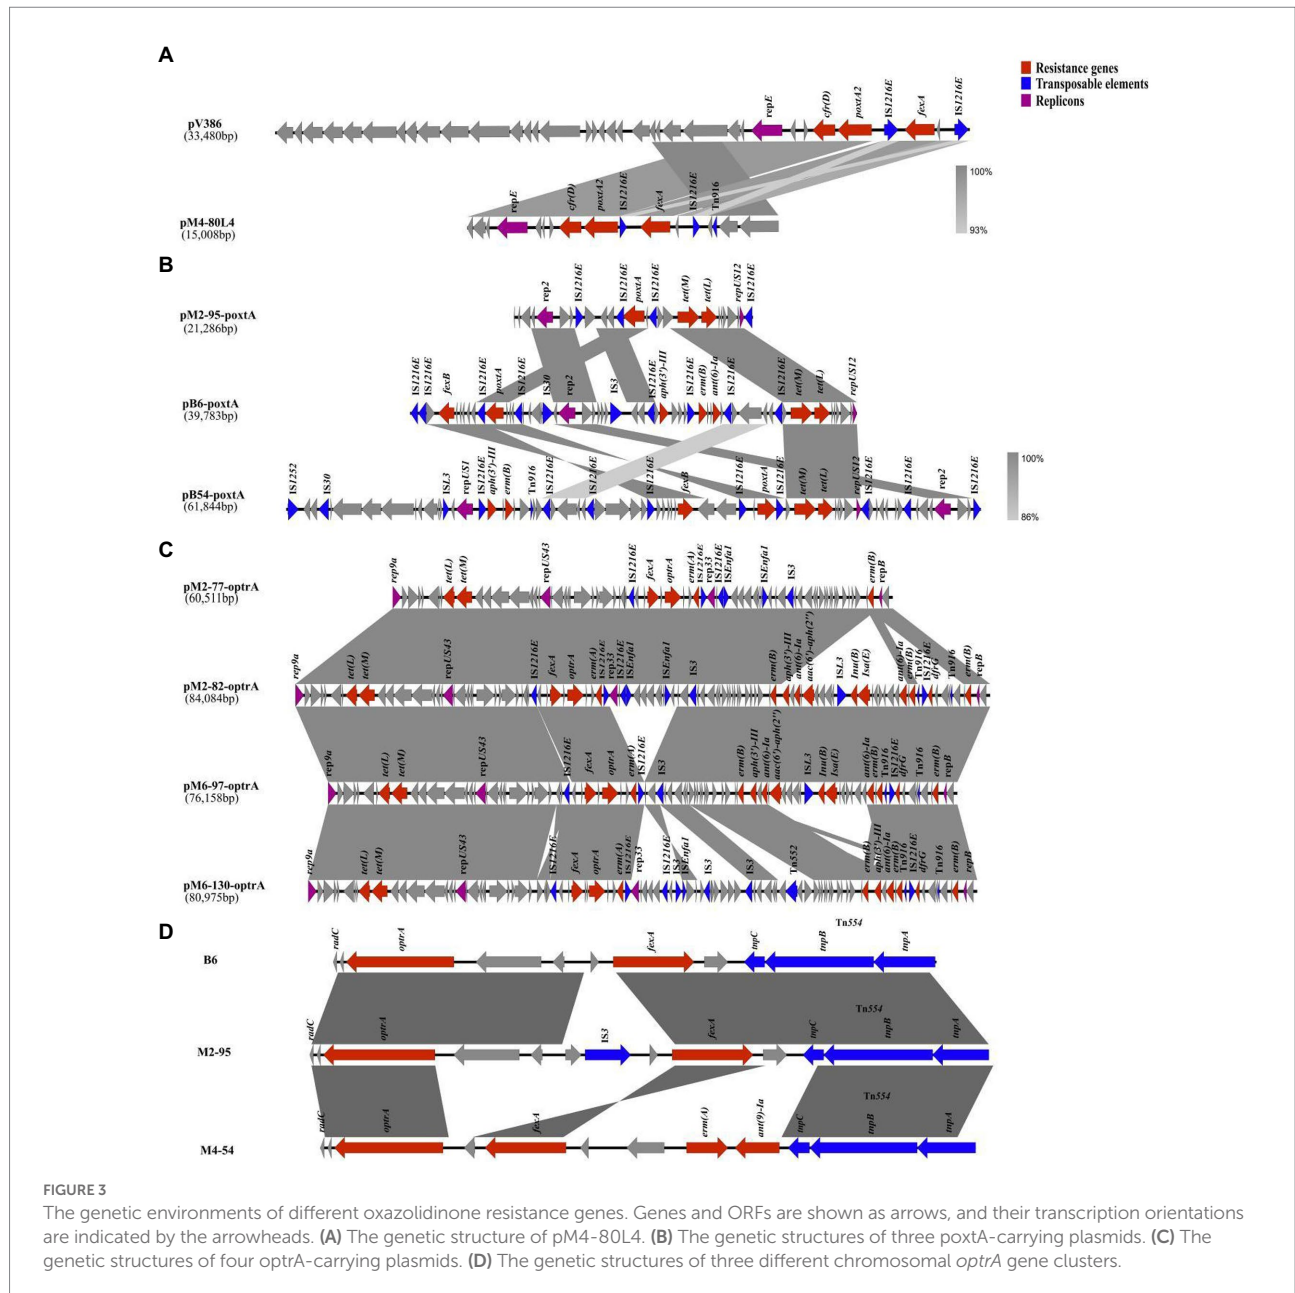 A
Resistance genes
Transposable elements
Replicons
repE
cfr(D)
poxtA2
IS1216E
fexA
IS1216E
pV386
(33,480bp)
100%
93%
repE
cfr(D)
poxtA2
IS1216E
fexA
IS1216E
Tn916
pM4-80L4
(15,008bp)
B
rep2
IS1216E
IS1216E
poxtA
IS1216E
tet(M)
tet(L)
repUS12
IS1216E
pM2-95-poxtA
(21,286bp)
IS1216E
IS1216E
fexB
IS1216E
poxtA
IS1216E
IS30
rep2
IS3
IS1216E
aph(3')-III
IS1216E
erm(B)
ant(6)-Ia
IS1216E
IS1216E
tet(M)
tet(L)
repUS12
pB6-poxtA
(39,783bp)
100%
86%
IS1252
IS30
ISL3
repUS1
IS1216E
aph(3')-III
erm(B)
Tn916
IS1216E
IS1216E
IS1216E
fexB
IS1216E
poxtA
IS1216E
tet(M)
tet(L)
repUS12
IS1216E
IS1216E
rep2
IS1216E
pB54-poxtA
(61,844bp)
C
rep9a
tet(L)
tet(M)
repUS43
IS1216E
fexA
optrA
erm(A)
IS1216E
rep33
IS1216E
ISEnfa1
ISEnfa1
IS3
erm(B)
repB
pM2-77-optrA
(60,511bp)
rep9a
tet(L)
tet(M)
repUS43
IS1216E
fexA
optrA
erm(A)
IS1216E
rep33
IS1216E
ISEnfa1
ISEnfa1
IS3
erm(B)
aph(3')-III
ant(6)-Ia
aac(6')-aph(2'')
ISL3
lnu(B)
lsa(E)
ant(6)-Ia
erm(B)
Tn916
IS1216E
dfrG
Tn916
erm(B)
repB
pM2-82-optrA
(84,084bp)
rep9a
tet(L)
tet(M)
repUS43
IS1216E
fexA
optrA
erm(A)
IS1216E
IS3
erm(B)
aph(3')-III
ant(6)-Ia
aac(6')-aph(2'')
ISL3
lnu(B)
lsa(E)
ant(6)-Ia
erm(B)
Tn916
IS1216E
dfrG
Tn916
erm(B)
repB
pM6-97-optrA
(76,158bp)
rep9a
tet(L)
tet(M)
repUS43
IS1216E
fexA
optrA
erm(A)
IS1216E
rep33
IS1216E
IS3
ISEnfa1
IS3
IS3
Tn552
erm(B)
aph(3')-III
ant(6)-Ia
erm(B)
Tn916
IS1216E
dfrG
Tn916
erm(B)
repB
pM6-130-optrA
(80,975bp)
D
Tn554
radC
optrA
fexA
tnpC
tnpB
tnpA
B6
Tn554
radC
optrA
IS3
fexA
tnpC
tnpB
tnpA
M2-95
Tn554
radC
optrA
fexA
erm(A)
ant(9)-Ia
tnpC
tnpB
tnpA
M4-54
FIGURE 3
The genetic environments of different oxazolidinone resistance genes. Genes and ORFs are shown as arrows, and their transcription orientations
are indicated by the arrowheads. (A) The genetic structure of pM4-80L4. (B) The genetic structures of three poxtA-carrying plasmids. (C) The
genetic structures of four optrA-carrying plasmids. (D) The genetic structures of three different chromosomal optrA gene clusters.